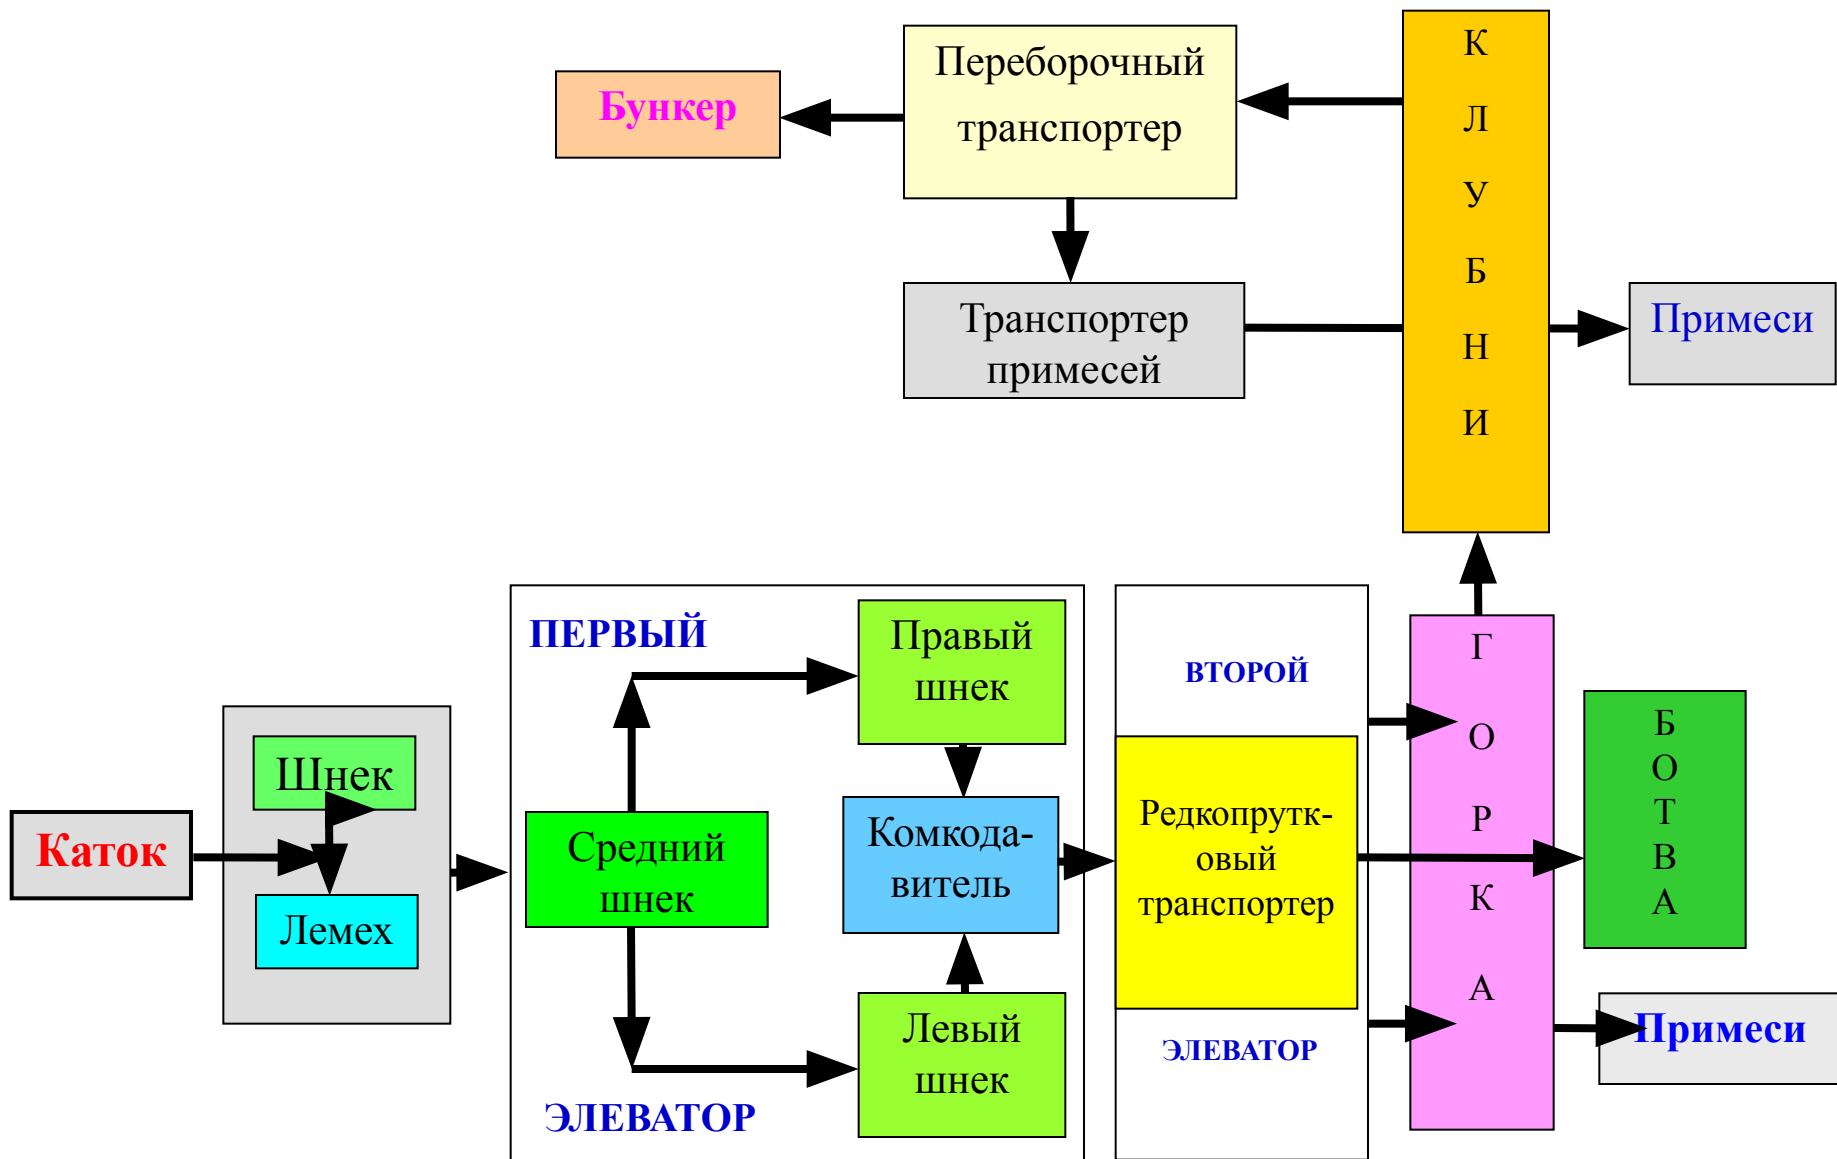 Бункер
Переборочный
транспортер
К
Л
У
Б
Н
И
Транспортер
примесей
Примеси
ПЕРВЫЙ
Правый
шнек
ВТОРОЙ
Г
О
Р
К
А
Б
О
Т
В
А
Шнек
Каток
Лемех
Средний
шнек
Комкода-
витель
Редкопрутк-
овый
транспортер
Левый
шнек
ЭЛЕВАТОР
ЭЛЕВАТОР
Примеси